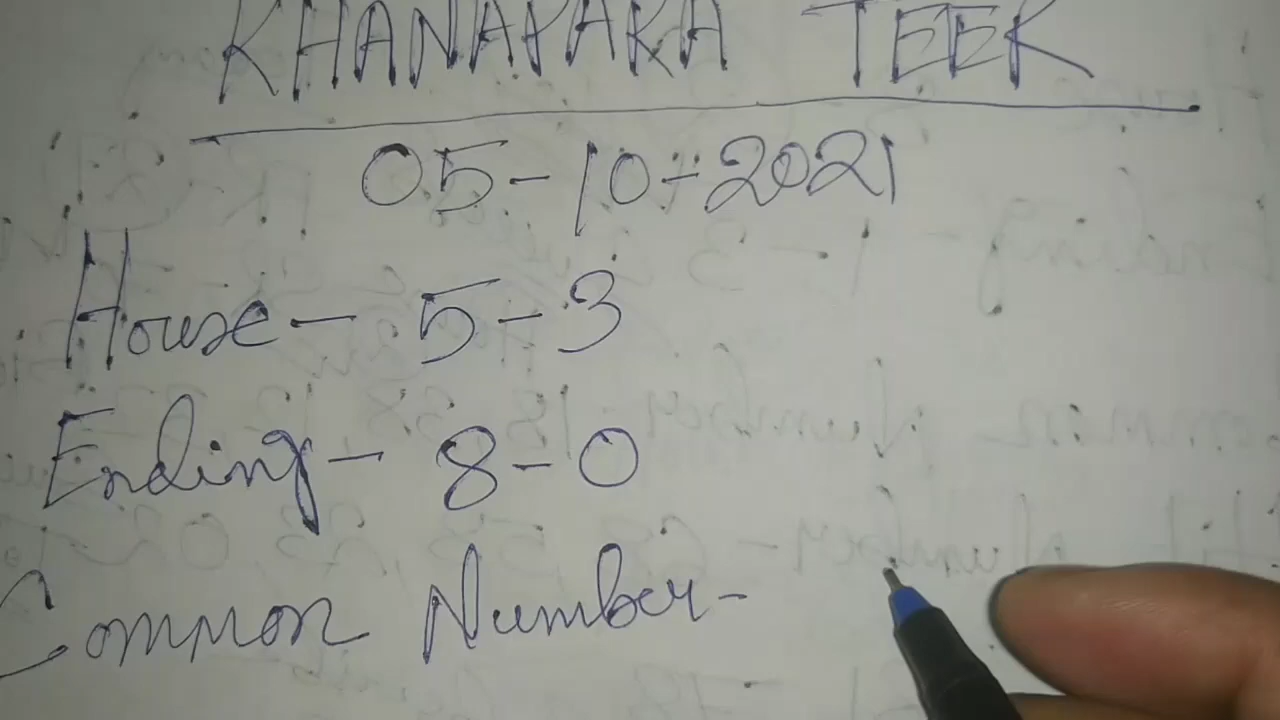 KHANAPARA TEER
05-10-2021
House - 5-3
Ending - 8-0
Common Number -